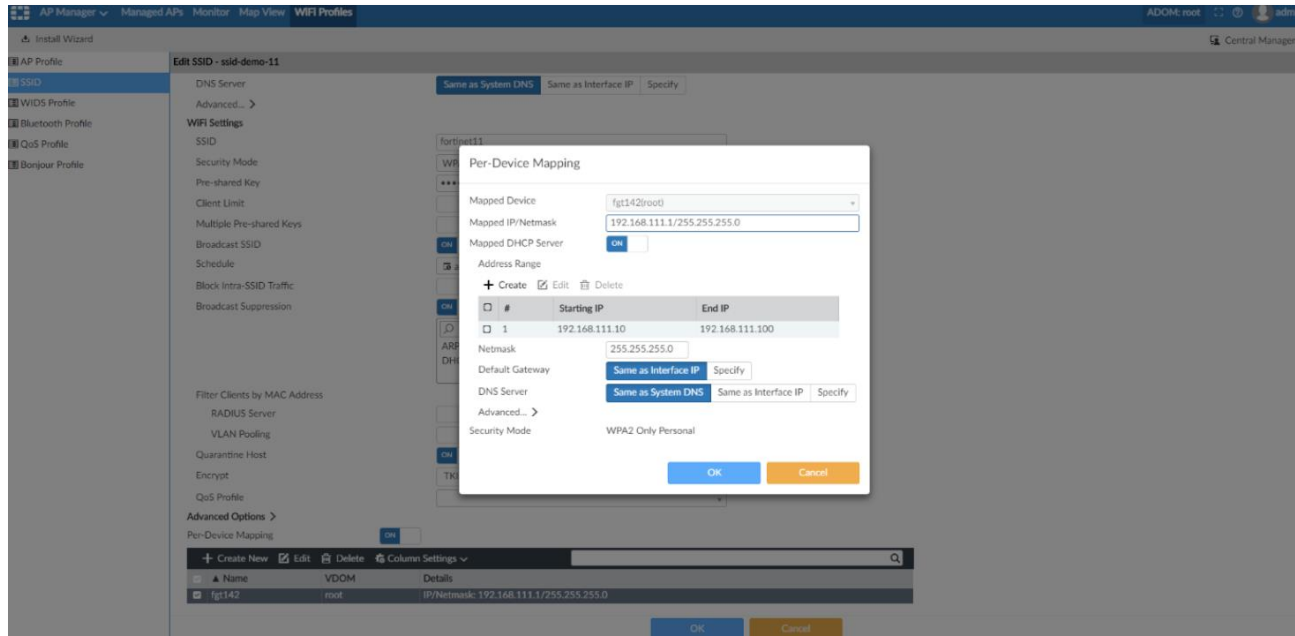 AP Manager Managed APs Monitor Map View WiFi Profiles ADOM: root
Install Wizard Central
AP Profile Edit SSID - ssid-demo-11
SSID DNS Server Same as System DNS Same as Interface IP Specify
WIDS Profile Advanced... >
Bluetooth Profile WiFi Settings
QoS Profile SSID fortinet11
Bonjour Profile Security Mode
Pre-shared Key
Client Limit
Multiple Pre-shared Keys
Broadcast SSID ON
Schedule
Block Intra-SSID Traffic
Broadcast Suppression ON
Filter Clients by MAC Address
RADIUS Server
VLAN Pooling
Quarantine Host ON
Encrypt
QoS Profile
Advanced Options >
Per-Device Mapping ON
+ Create New Edit Delete Column Settings
Name VDOM Details
fgt142 root IP/Netmask: 192.168.111.1/255.255.255.0
OK Cancel
Per-Device Mapping
Mapped Device fgt142(root)
Mapped IP/Netmask 192.168.111.1/255.255.255.0
Mapped DHCP Server ON
Address Range
+ Create Edit Delete
# Starting IP End IP
1 192.168.111.10 192.168.111.100
Netmask 255.255.255.0
Default Gateway Same as Interface IP Specify
DNS Server Same as System DNS Same as Interface IP Specify
Advanced... >
Security Mode WPA2 Only Personal
OK Cancel